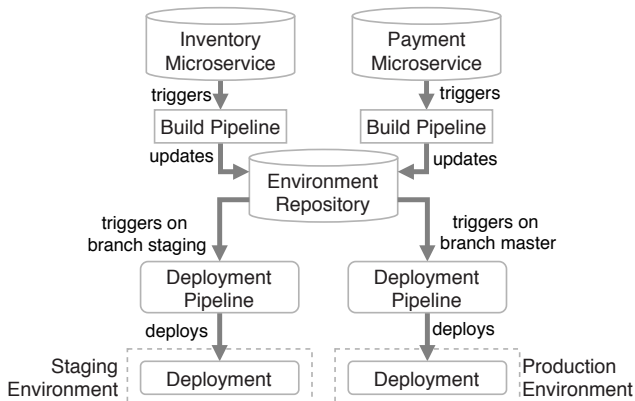 Inventory
Microservice
Payment
Microservice
triggers
triggers
Build Pipeline
Build Pipeline
updates
updates
Environment
Repository
triggers on
branch staging
triggers on
branch master
Deployment
Pipeline
Deployment
Pipeline
deploys
deploys
Staging
Environment
Deployment
Deployment
Production
Environment